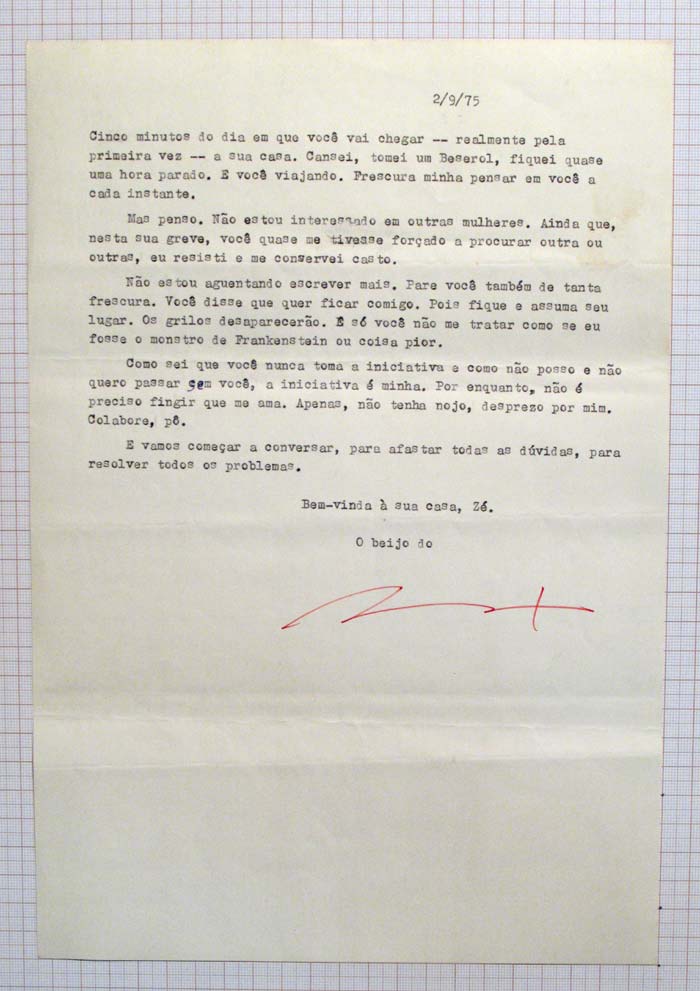 2/9/75
Cinco minutos do dia em que você vai chegar -- realmente pela
primeira vez -- a sua casa. Cansei, tomei um Beserol, fiquei quase
uma hora parado. E você viajando. Frescura minha pensar em você a
cada instante.
Mas penso. Não estou interessado em outras mulheres. Ainda que,
nesta sua greve, você quase me tivesse forçado a procurar outra ou
outras, eu resisti e me conservei casto.
Não estou aguentando escrever mais. Pare você também de tanta
frescura. Você disse que quer ficar comigo. Pois fique e assuma seu
lugar. Os grilos desaparecerão. E só você não me tratar como se eu
fosse o monstro de Frankenstein ou coisa pior.
Como sei que você nunca toma a iniciativa e como não posso e não
quero passar sem você, a iniciativa é minha. Por enquanto, não é
preciso fingir que me ama. Apenas, não tenha nojo, desprezo por mim.
Colabore, pô.
E vamos começar a conversar, para afastar todas as dúvidas, para
resolver todos os problemas.
Bem-vinda à sua casa, Zé.
O beijo do